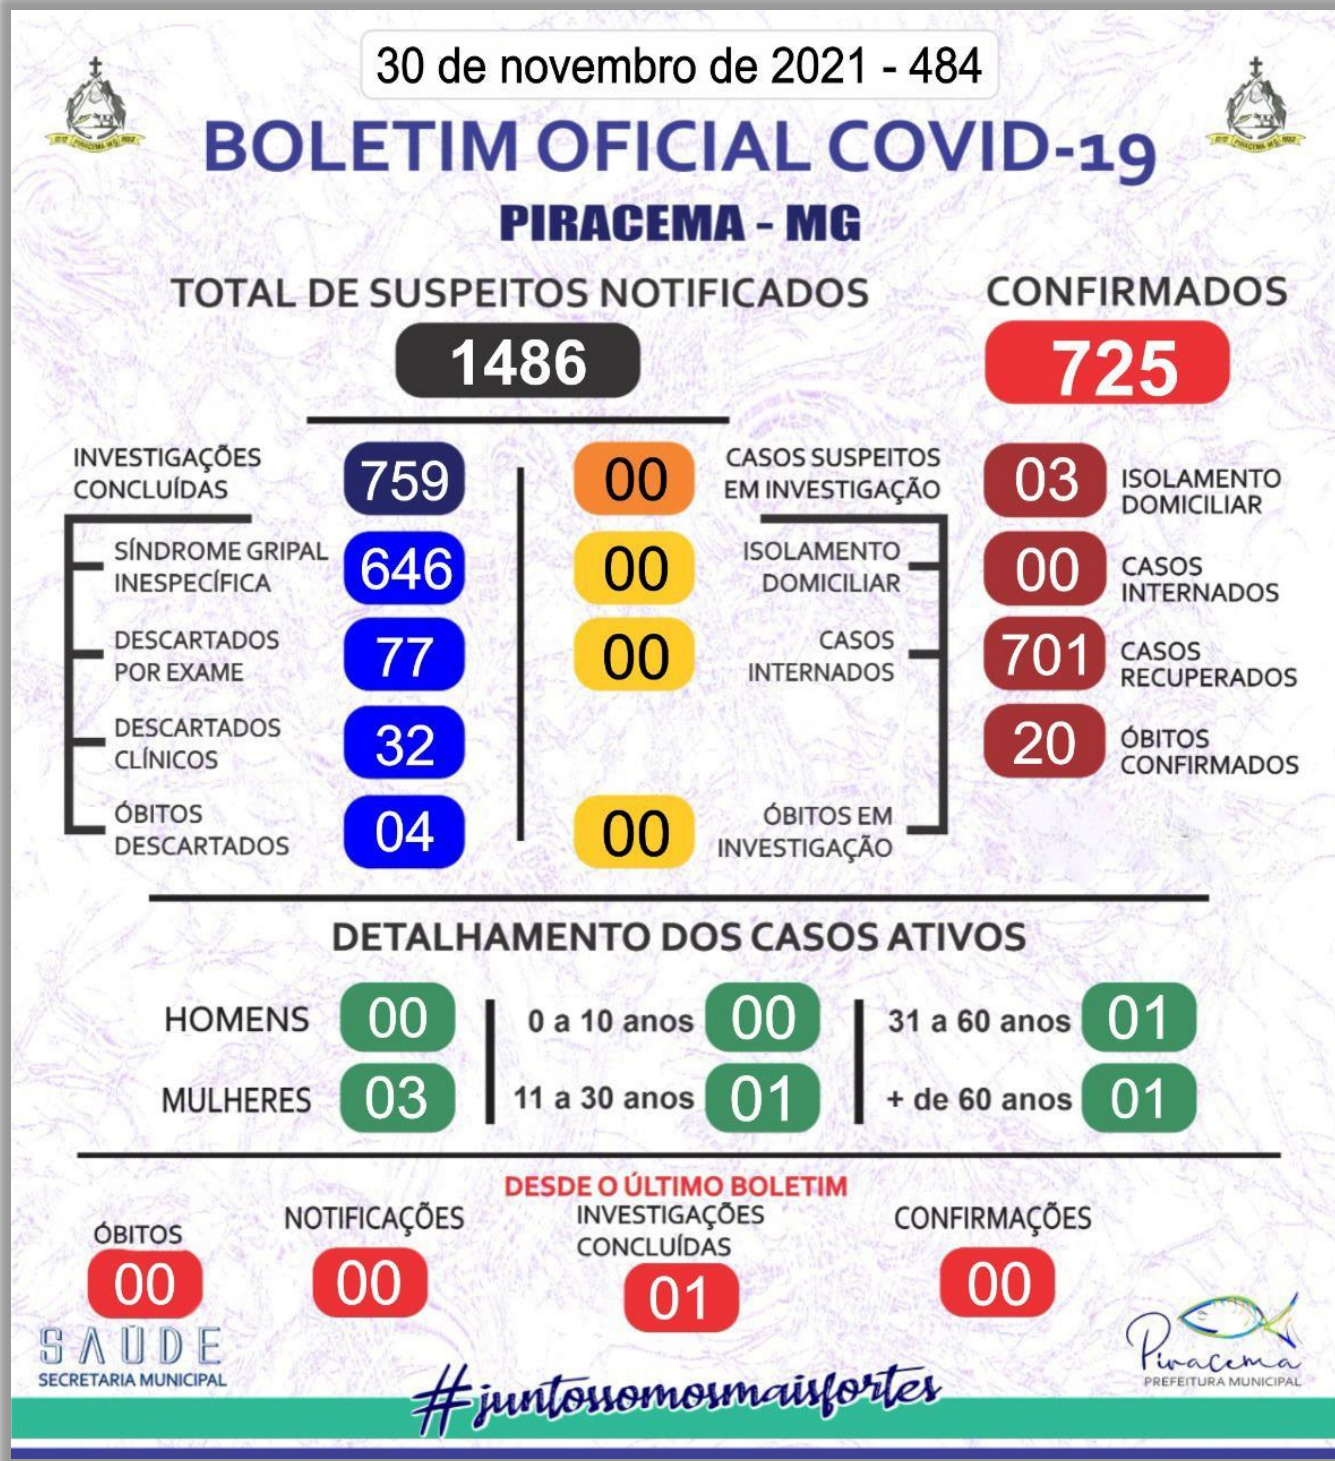 30 de novembro de 2021 - 484
BOLETIM OFICIAL COVID-19
PIRACEMA - MG
TOTAL DE SUSPEITOS NOTIFICADOS
1486
CONFIRMADOS
725
INVESTIGAÇÕES
CONCLUÍDAS
759
SÍNDROME GRIPAL
INESPECÍFICA
646
DESCARTADOS
POR EXAME
77
DESCARTADOS
CLÍNICOS
32
ÓBITOS
DESCARTADOS
04
00
CASOS SUSPEITOS
EM INVESTIGAÇÃO
00
ISOLAMENTO
DOMICILIAR
00
CASOS
INTERNADOS
00
ÓBITOS EM
INVESTIGAÇÃO
03
ISOLAMENTO
DOMICILIAR
00
CASOS
INTERNADOS
701
CASOS
RECUPERADOS
20
ÓBITOS
CONFIRMADOS
DETALHAMENTO DOS CASOS ATIVOS
HOMENS 00
MULHERES 03
0 a 10 anos 00
11 a 30 anos 01
31 a 60 anos 01
+ de 60 anos 01
DESDE O ÚLTIMO BOLETIM
ÓBITOS
00
NOTIFICAÇÕES
00
INVESTIGAÇÕES
CONCLUÍDAS
01
CONFIRMAÇÕES
00
SAÚDE
SECRETARIA MUNICIPAL
#juntossomosmaisfortes
Piracema
PREFEITURA MUNICIPAL